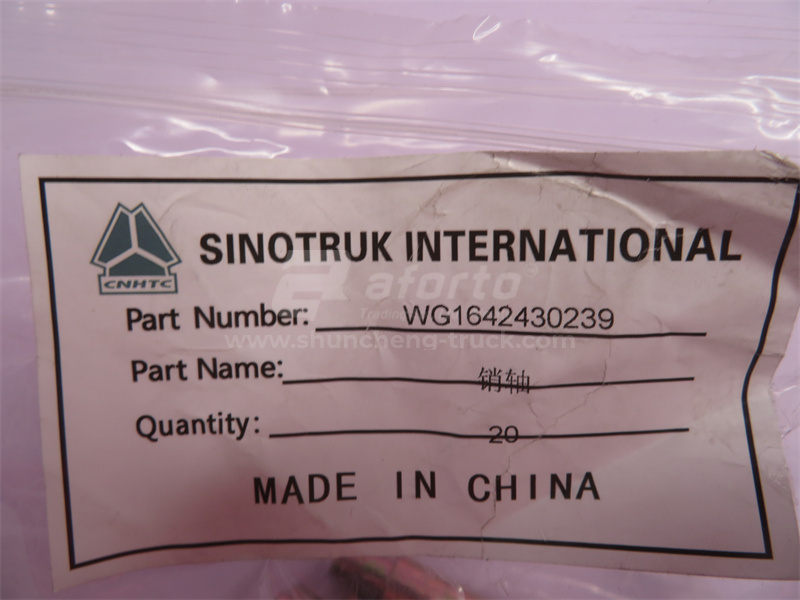 SINOTRUK INTERNATIONAL
CNHTC
aforto
Trading
Part Number: WG1642430239
www.shuncheng-truck.com
Part Name: 销轴
Quantity: 20
MADE IN CHINA